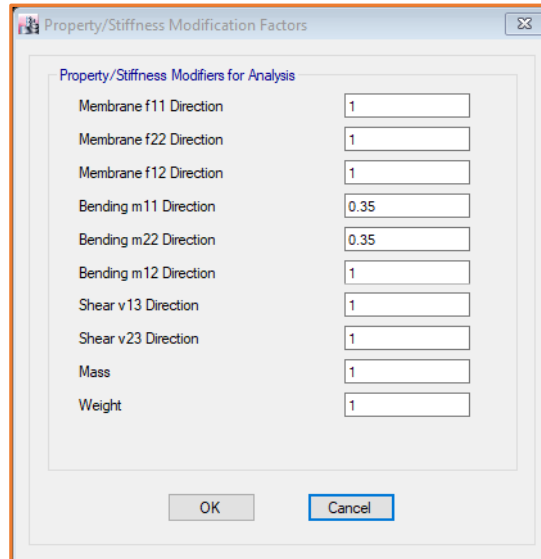 Property/Stiffness Modification Factors
Property/Stiffness Modifiers for Analysis
Membrane f11 Direction 1
Membrane f22 Direction 1
Membrane f12 Direction 1
Bending m11 Direction 0.35
Bending m22 Direction 0.35
Bending m12 Direction 1
Shear v13 Direction 1
Shear v23 Direction 1
Mass 1
Weight 1
OK Cancel